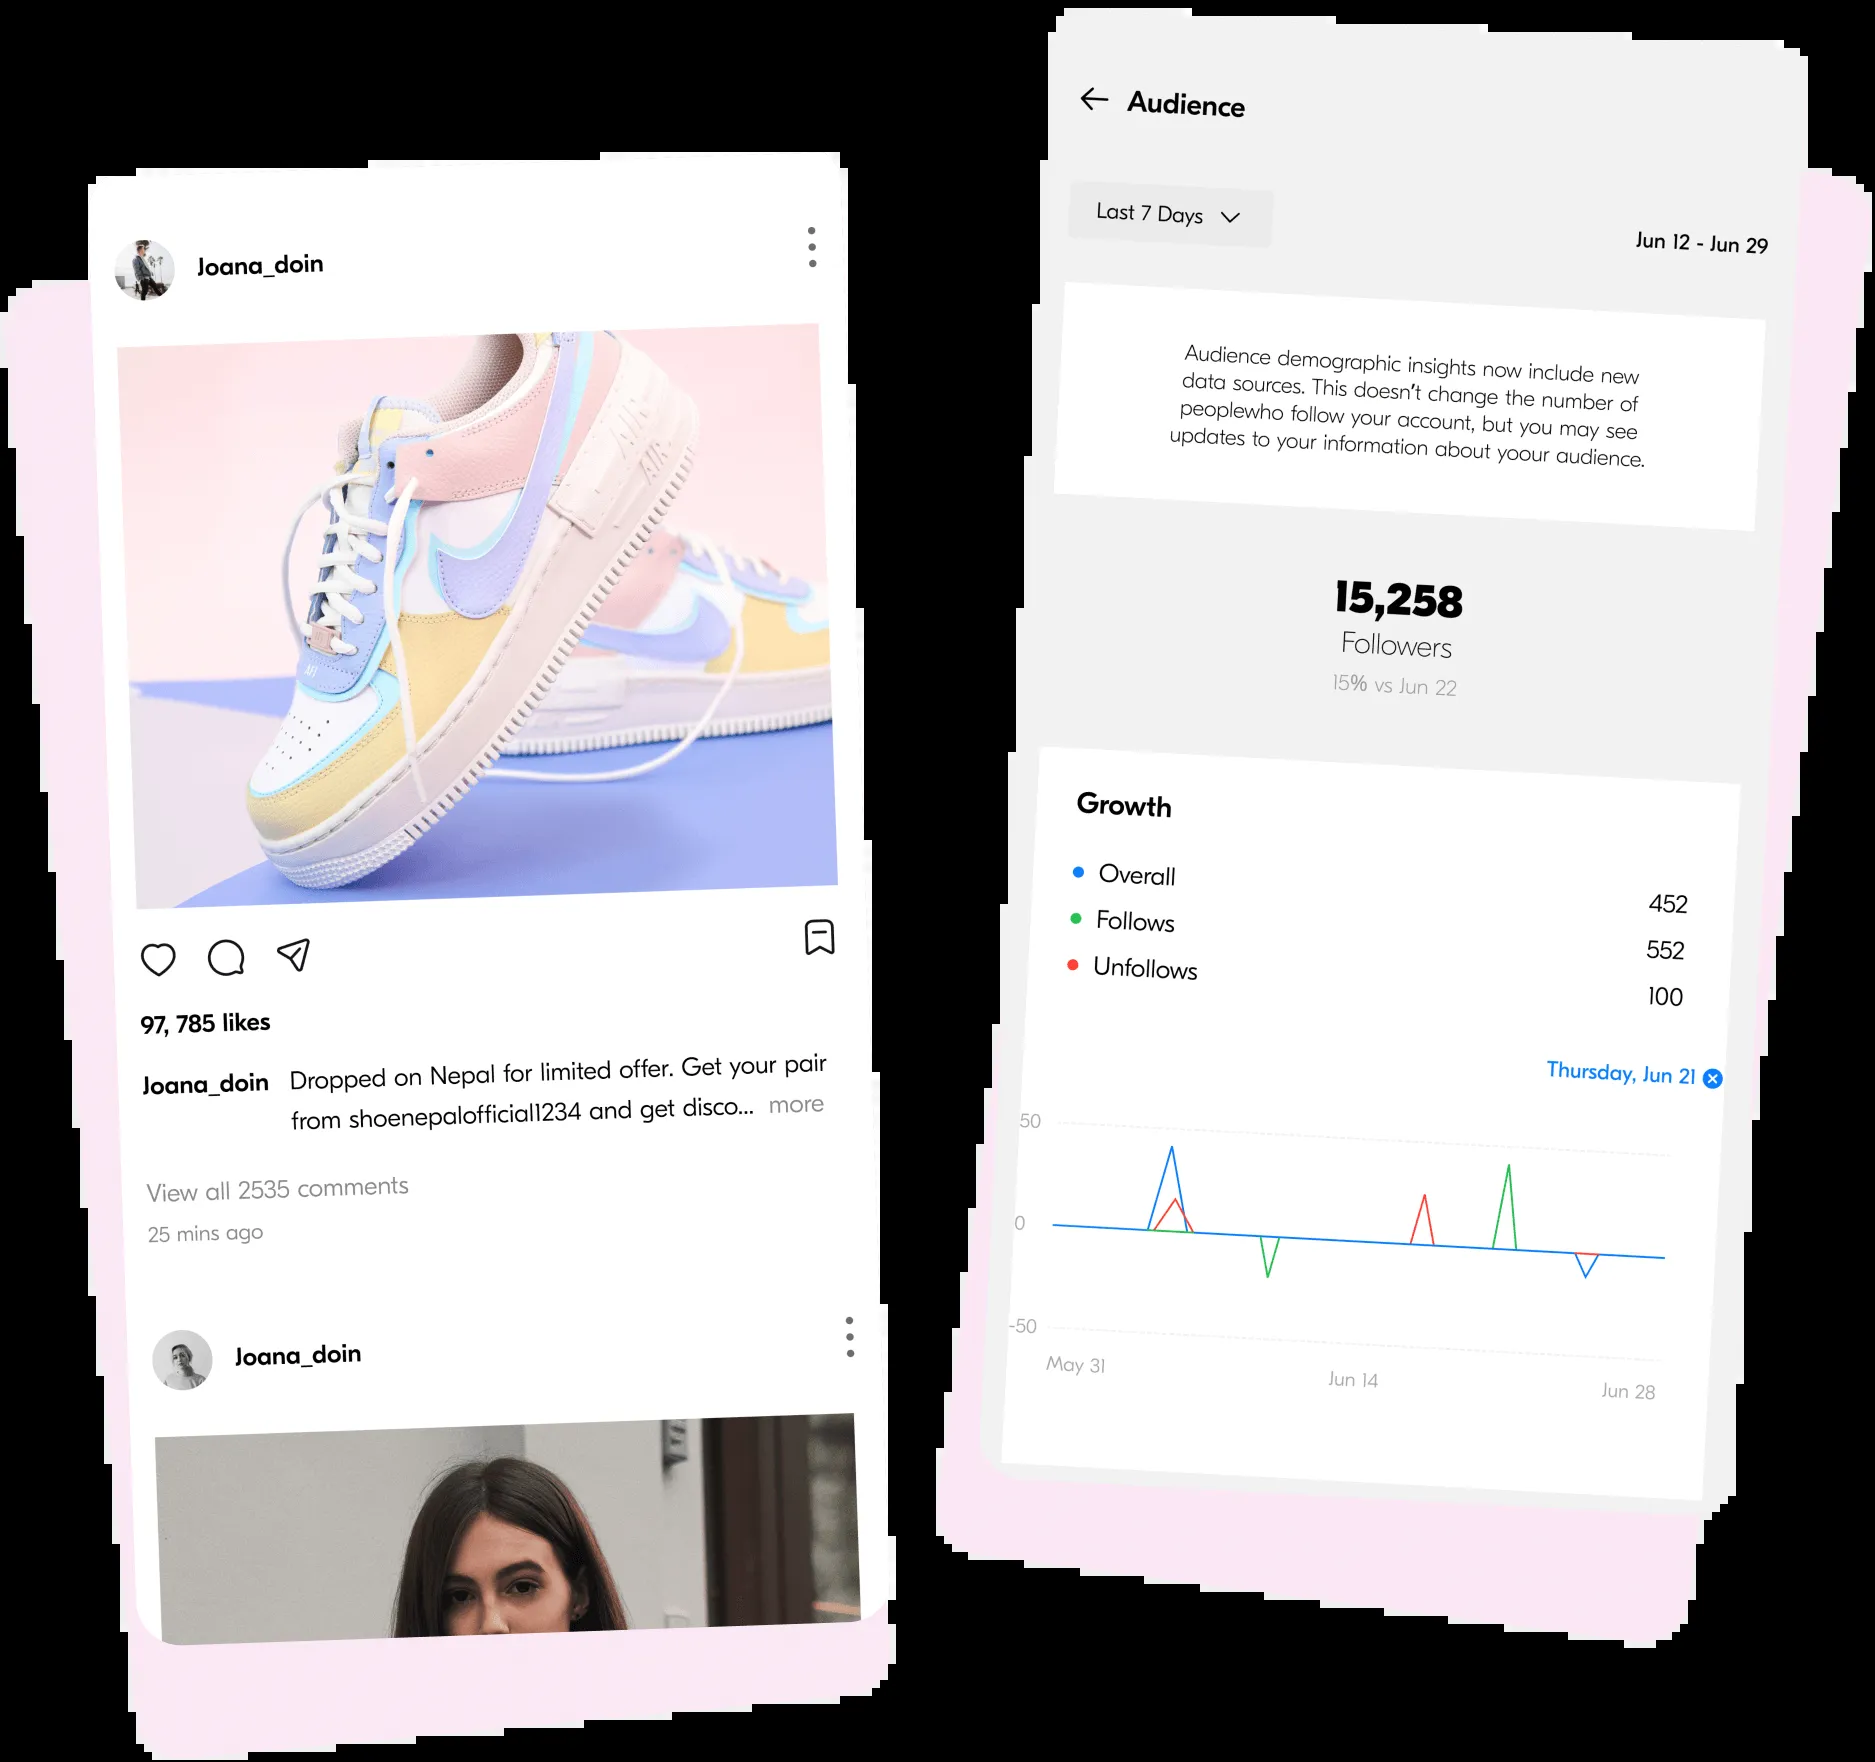 Joana_doin
AIR
AIR
AF1
97, 785 likes
Joana_doin Dropped on Nepal for limited offer. Get your pair
from shoenepalofficial1234 and get disco... more
View all 2535 comments
25 mins ago
Joana_doin
Audience
Last 7 Days
Jun 12 - Jun 29
Audience demographic insights now include new
data sources. This doesn't change the number of
peoplewho follow your account, but you may see
updates to your information about yoour audience.
15,258
Followers
15% vs Jun 22
Growth
Overall 452
Follows 552
Unfollows 100
Thursday, Jun 21
50
0
-50
May 31 Jun 14 Jun 28